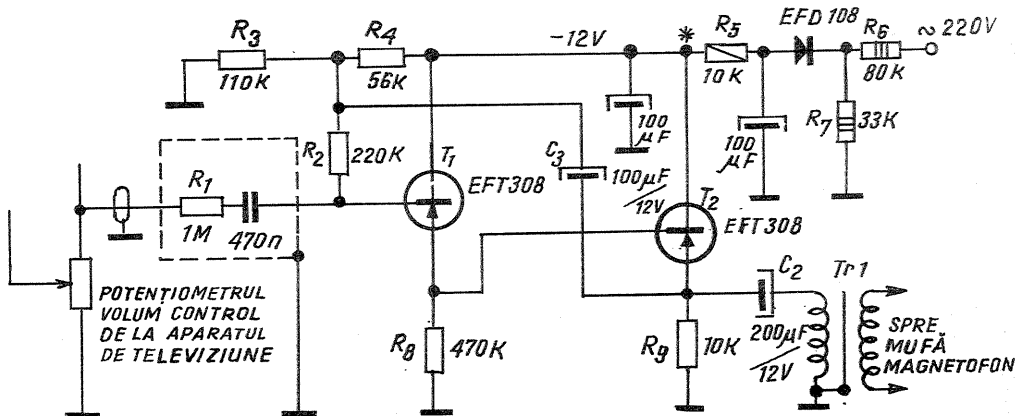 R3
110K
R4
56K
-12V
*
R5
10K
EFD 108
R6
80K
~ 220V
R7
33K
100
µF
100
µF
R2
220K
T1
EFT308
C3
100µF
/12V
T2
EFT308
R1
1M
470n
POTENȚIOMETRUL
VOLUM CONTROL
DE LA APARATUL
DE TELEVIZIUNE
R8
470K
R9
10K
C2
200µF
/12V
Tr1
SPRE
MUFĂ
MAGNETOFON